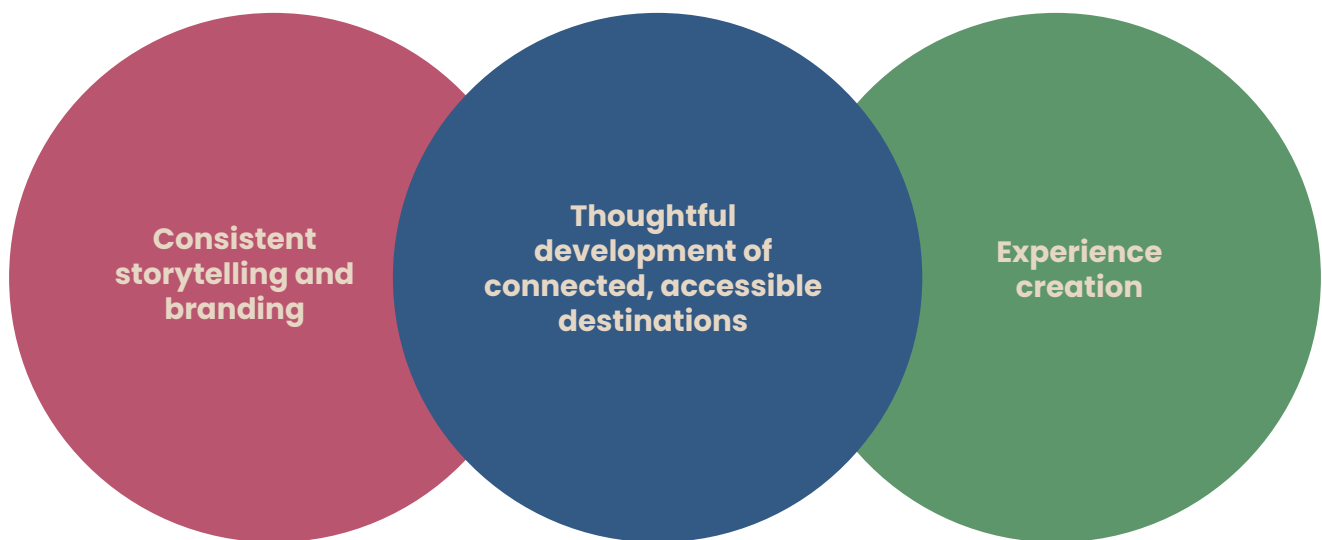 Consistent
storytelling and
branding
Thoughtful
development of
connected, accessible
destinations
Experience
creation